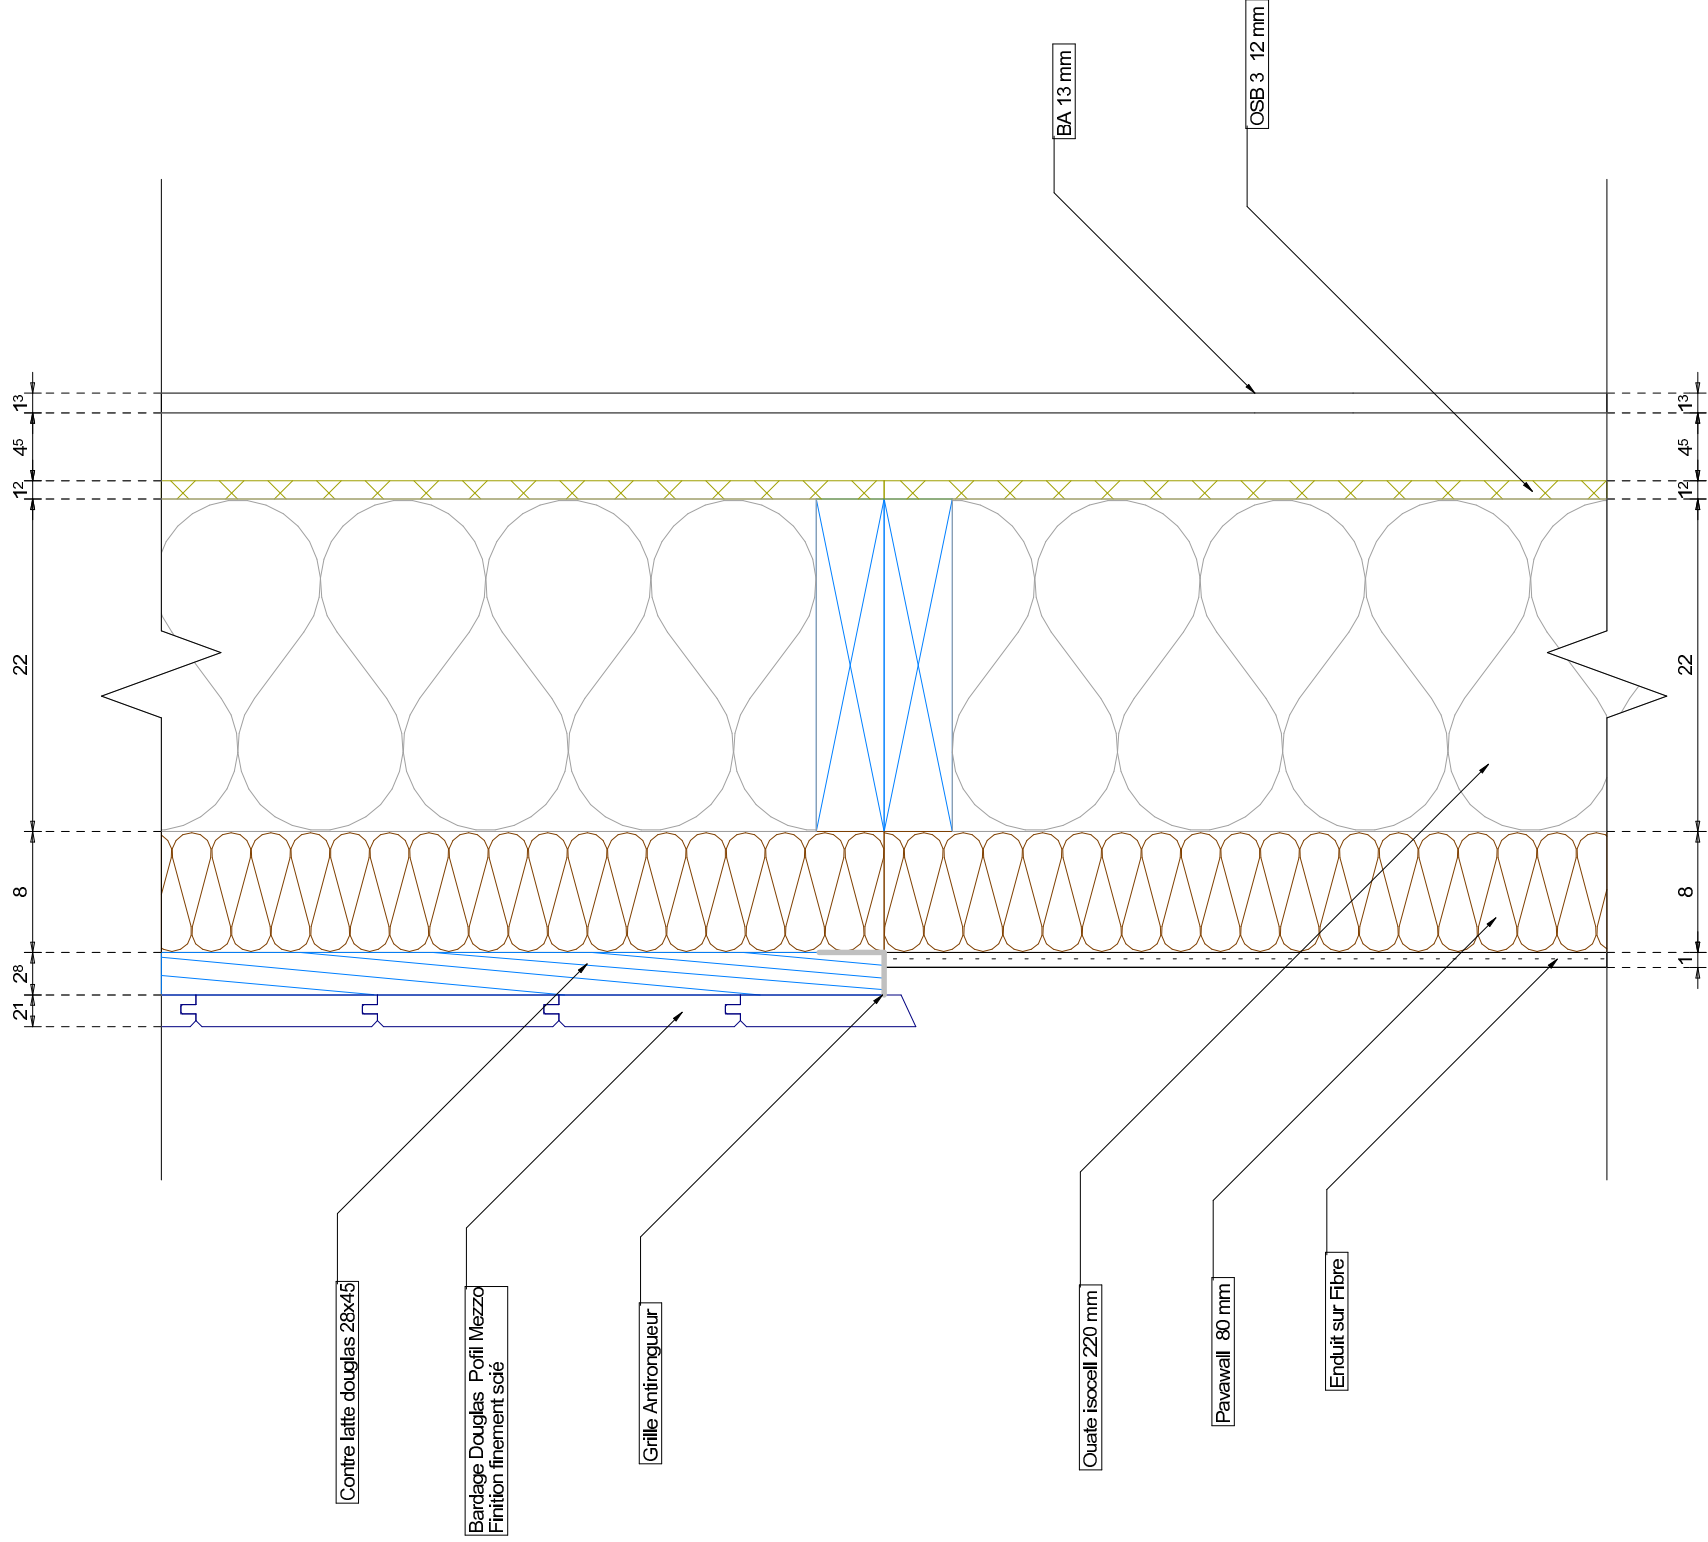 BA 13 mm
OSB 3 12 mm
1³
4⁵
1²
22
8
2⁸
2¹
1³
4⁵
1²
22
8
1
Contre latte douglas 28x45
Bardage Douglas Pofil Mezzo
Finition finement scié
Grille Antirongueur
Ouate isocell 220 mm
Pavawall 80 mm
Enduit sur Fibre